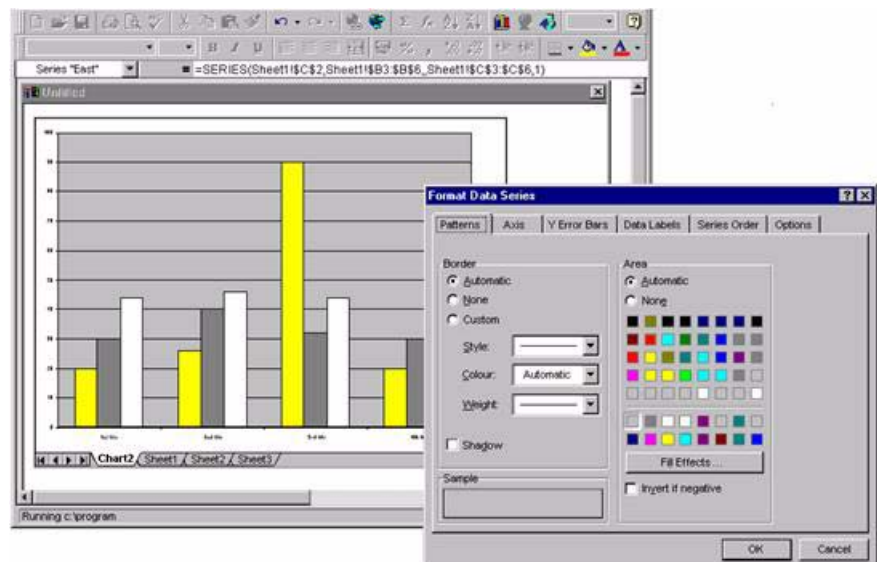 Series "East" = =SERIES(Sheet1!$C$2,Sheet1!$B3:$B$6,,Sheet1!$C$3:$C$6,1)
Untitled
Chart2 Sheet1 Sheet2 Sheet3
Running c:\program
Format Data Series
Patterns Axis Y Error Bars Data Labels Series Order Options
Border
Automatic
None
Custom
Style:
Colour: Automatic
Weight:
Shadow
Sample
Area
Automatic
None
Fill Effects...
Invert if negative
OK Cancel